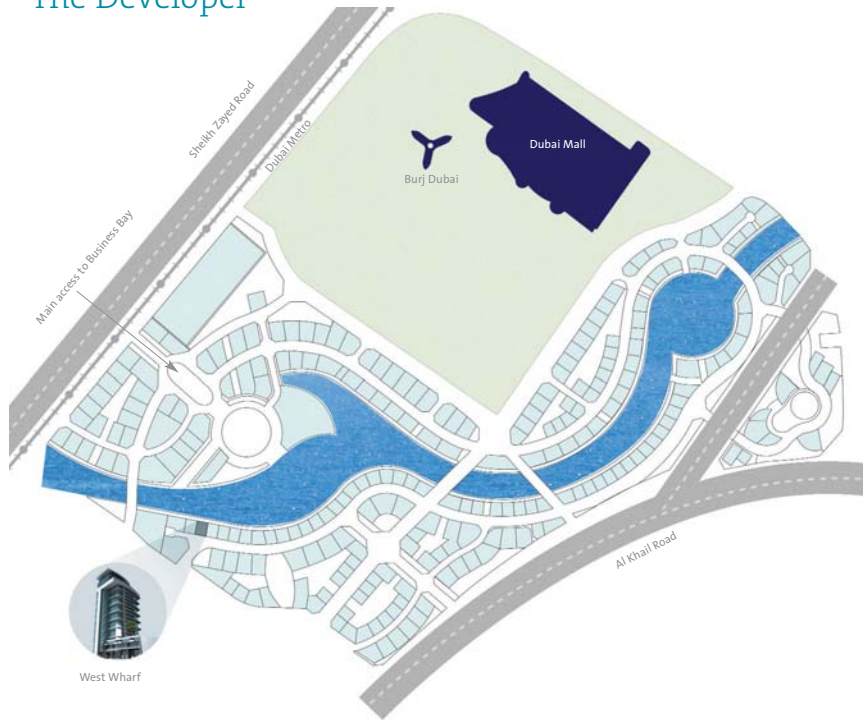 The Developer
Sheikh Zayed Road
Dubai Metro
Dubai Mall
Burj Dubai
Main access to Business Bay
Al Khail Road
West Wharf